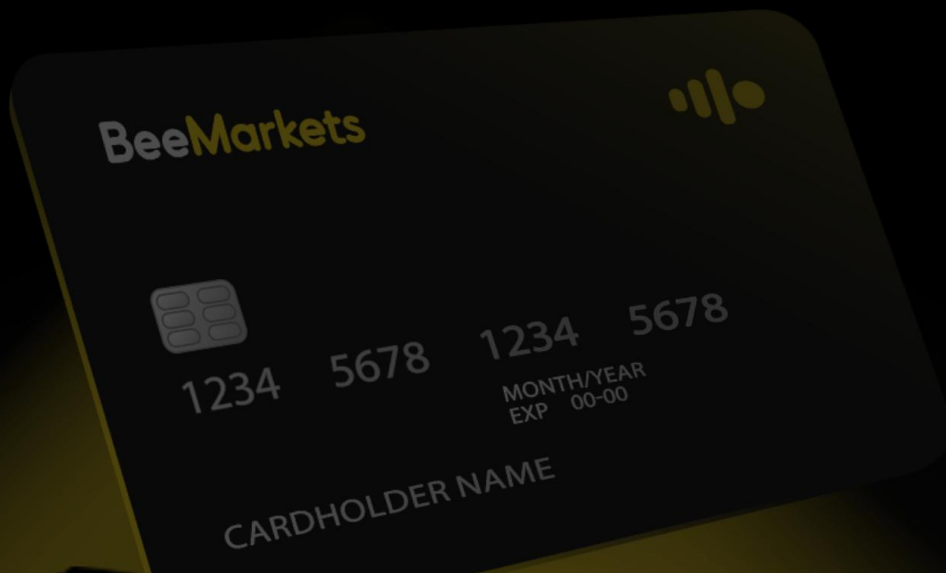 BeeMarkets
1234 5678 1234 5678
MONTH/YEAR
EXP 00-00
CARDHOLDER NAME